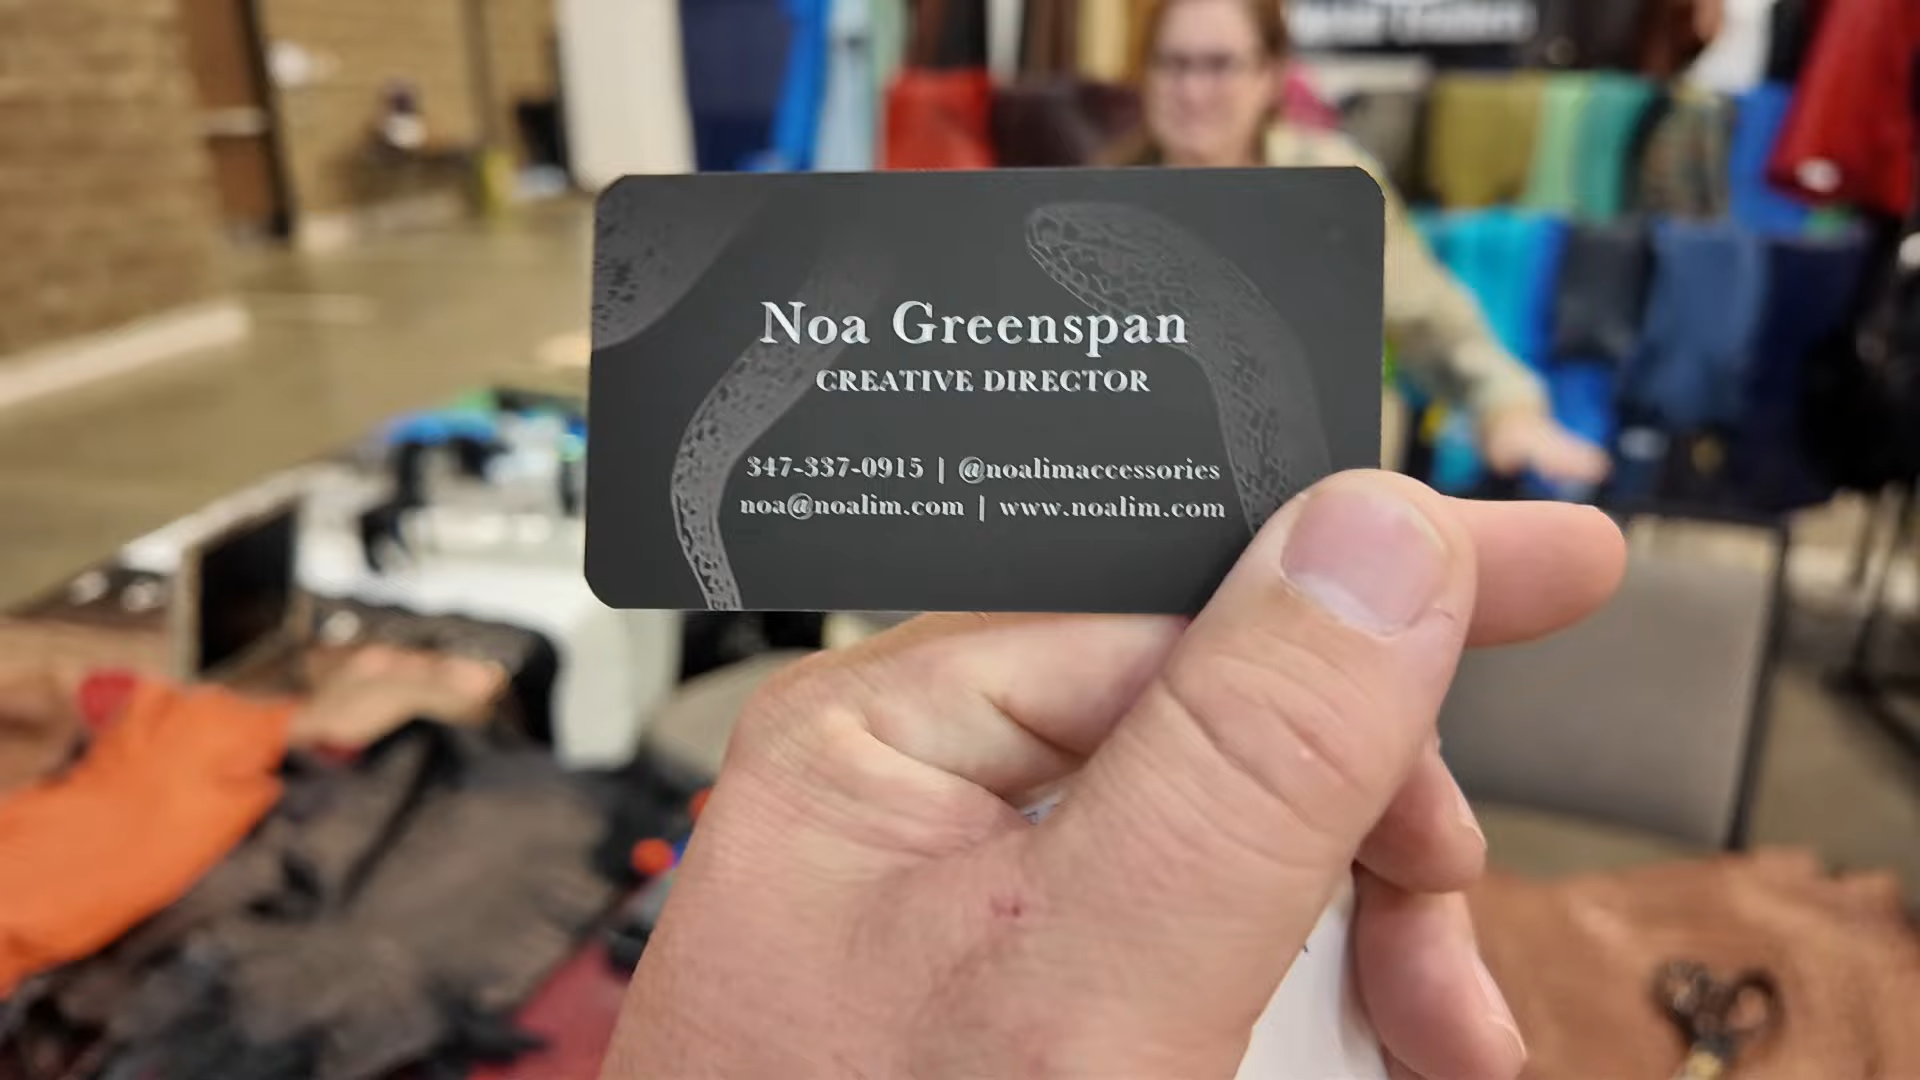 Noa Greenspan
CREATIVE DIRECTOR
347-337-0915 | @noalimaccessories
noa@noalim.com | www.noalim.com